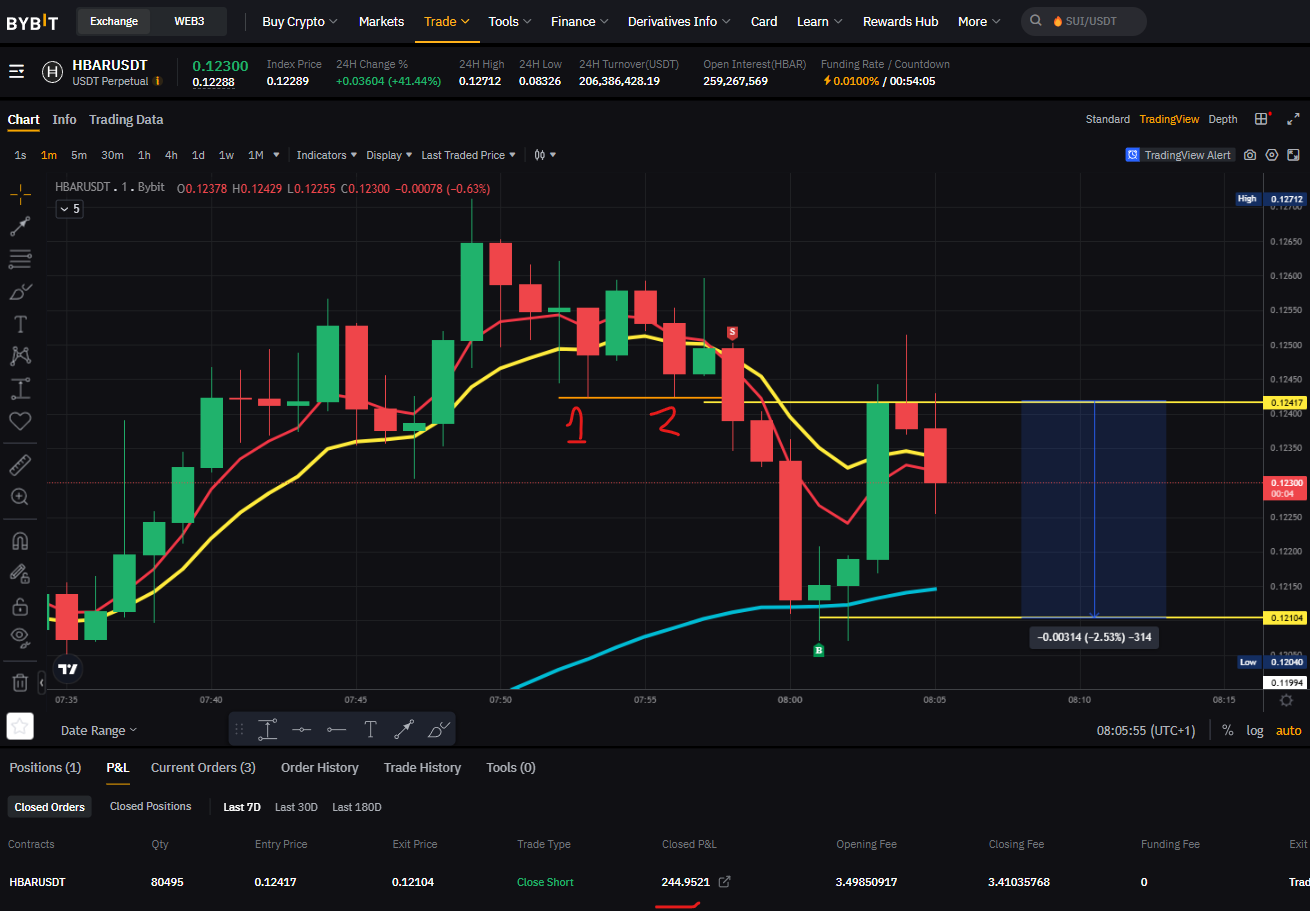 BYBIT Exchange WEB3 Buy Crypto Markets Trade Tools Finance Derivatives Info Card Learn Rewards Hub More SUI/USDT
HBARUSDT 0.12300 Index Price 24H Change % 24H High 24H Low 24H Turnover(USDT) Open Interest(HBAR) Funding Rate / Countdown
USDT Perpetual 0.12288 0.12289 +0.03604 (+41.44%) 0.12712 0.08326 206,386,428.19 259,267,569 0.0100% / 00:54:05
Chart Info Trading Data Standard TradingView Depth
1s 1m 5m 30m 1h 4h 1d 1w 1M Indicators Display Last Traded Price TradingView Alert
HBARUSDT . 1 . Bybit O0.12378 H0.12429 L0.12255 C0.12300 −0.00078 (−0.63%)
High 0.12712
5
0.12650
0.12600
0.12550
S
0.12500
0.12450
0.12417
0.12400
1 2
0.12350
0.12300
00:04
0.12250
0.12200
0.12150
0.12104
−0.00314 (−2.53%) −314
B
0.12050
Low 0.12040
0.11994
07:35 07:40 07:45 07:50 07:55 08:00 08:05 08:10 08:15
Date Range 08:05:55 (UTC+1) % log auto
Positions (1) P&L Current Orders (3) Order History Trade History Tools (0)
Closed Orders Closed Positions Last 7D Last 30D Last 180D
Contracts Qty Entry Price Exit Price Trade Type Closed P&L Opening Fee Closing Fee Funding Fee Exit
HBARUSDT 80495 0.12417 0.12104 Close Short 244.9521 3.49850917 3.41035768 0 Trad